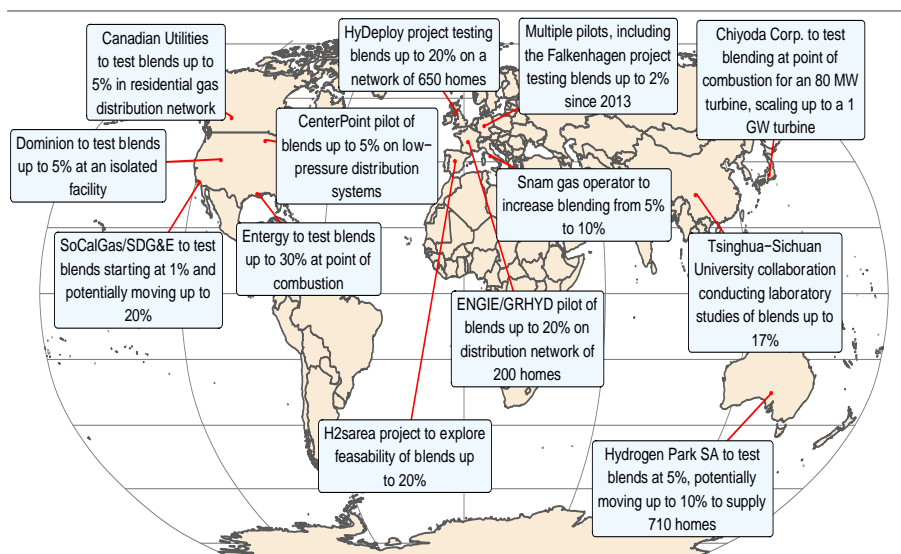 Canadian Utilities
to test blends up to
5% in residential gas
distribution network
HyDeploy project testing
blends up to 20% on a
network of 650 homes
Multiple pilots, including
the Falkenhagen project
testing blends up to 2%
since 2013
Chiyoda Corp. to test
blending at point of
combustion for an 80 MW
turbine, scaling up to a 1
GW turbine
Dominion to test blends
up to 5% at an isolated
facility
CenterPoint pilot of
blends up to 5% on low−
pressure distribution
systems
Snam gas operator to
increase blending from 5%
to 10%
SoCalGas/SDG&E to test
blends starting at 1% and
potentially moving up to
20%
Entergy to test blends
up to 30% at point of
combustion
Tsinghua−Sichuan
University collaboration
conducting laboratory
studies of blends up to
17%
ENGIE/GRHYD pilot of
blends up to 20% on
distribution network of
200 homes
H2sarea project to explore
feasability of blends up
to 20%
Hydrogen Park SA to test
blends at 5%, potentially
moving up to 10% to supply
710 homes